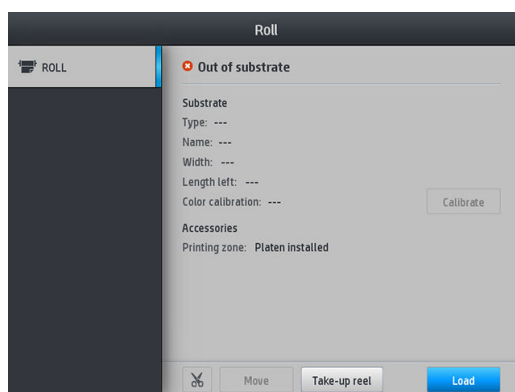 Roll
ROLL
Out of substrate
Substrate
Type: ---
Name: ---
Width: ---
Length left: ---
Color calibration: ---
Calibrate
Accessories
Printing zone: Platen installed
Move
Take-up reel
Load